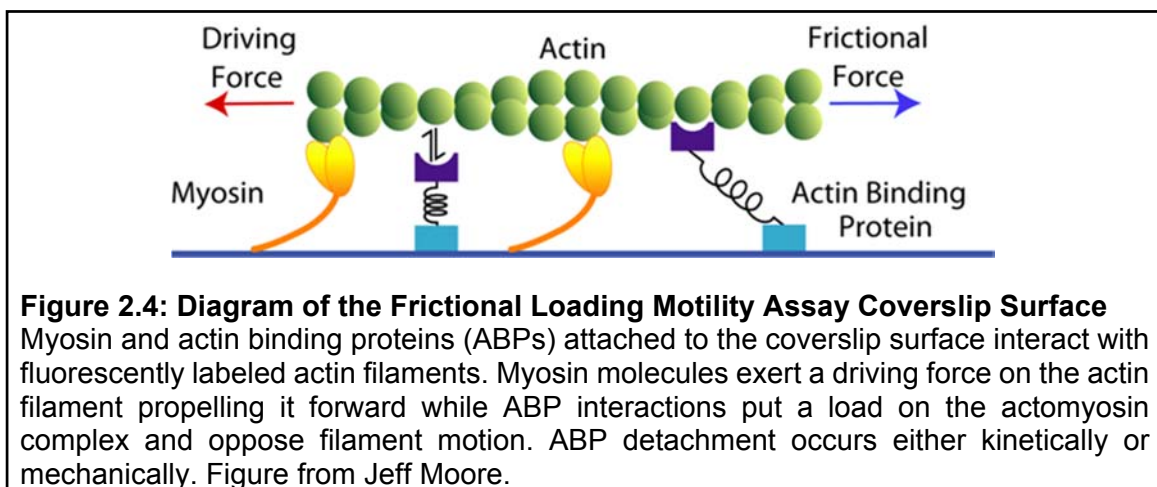 Driving
Force
Actin
Frictional
Force
Myosin
Actin Binding
Protein
Figure 2.4: Diagram of the Frictional Loading Motility Assay Coverslip Surface
Myosin and actin binding proteins (ABPs) attached to the coverslip surface interact with
fluorescently labeled actin filaments. Myosin molecules exert a driving force on the actin
filament propelling it forward while ABP interactions put a load on the actomyosin
complex and oppose filament motion. ABP detachment occurs either kinetically or
mechanically. Figure from Jeff Moore.